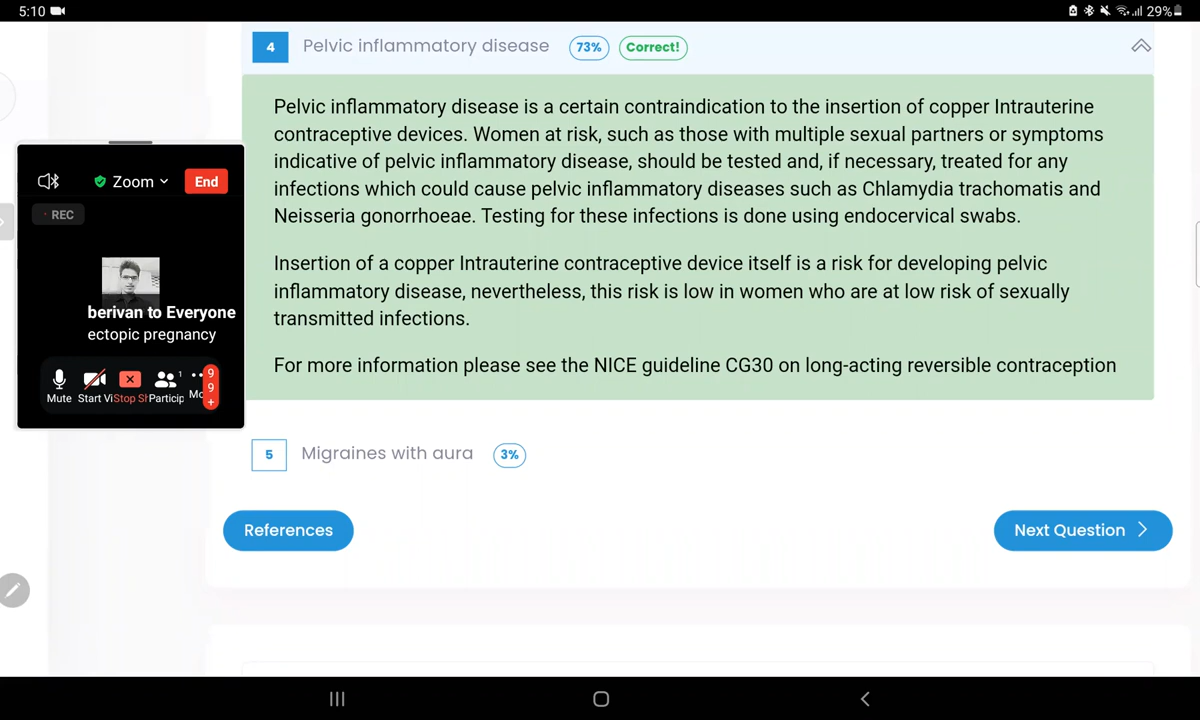 5:10
29%
4 Pelvic inflammatory disease 73% Correct!
Pelvic inflammatory disease is a certain contraindication to the insertion of copper Intrauterine
contraceptive devices. Women at risk, such as those with multiple sexual partners or symptoms
indicative of pelvic inflammatory disease, should be tested and, if necessary, treated for any
infections which could cause pelvic inflammatory diseases such as Chlamydia trachomatis and
Neisseria gonorrhoeae. Testing for these infections is done using endocervical swabs.
Insertion of a copper Intrauterine contraceptive device itself is a risk for developing pelvic
inflammatory disease, nevertheless, this risk is low in women who are at low risk of sexually
transmitted infections.
For more information please see the NICE guideline CG30 on long-acting reversible contraception
Zoom End
REC
berivan to Everyone
ectopic pregnancy
Mute Start Vi Stop Sh Particip Mo
1
99+
5 Migraines with aura 3%
References
Next Question